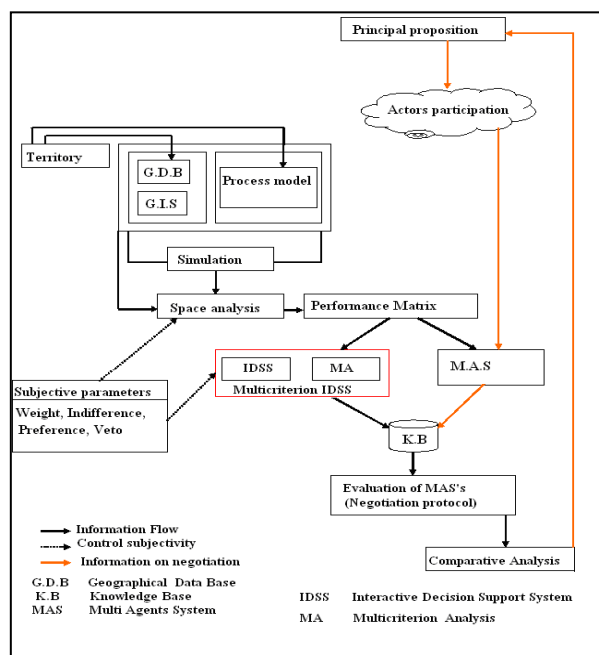 Principal proposition
Actors participation
Territory
G.D.B
Process model
G.I.S
Simulation
Space analysis
Performance Matrix
IDSS
MA
Multicriterion IDSS
M.A.S
Subjective parameters
Weight, Indifference,
Preference, Veto
K.B
Evaluation of MAS's
(Negotiation protocol)
Comparative Analysis
Information Flow
Control subjectivity
Information on negotiation
G.D.B Geographical Data Base
K.B Knowledge Base
MAS Multi Agents System
IDSS Interactive Decision Support System
MA Multicriterion Analysis